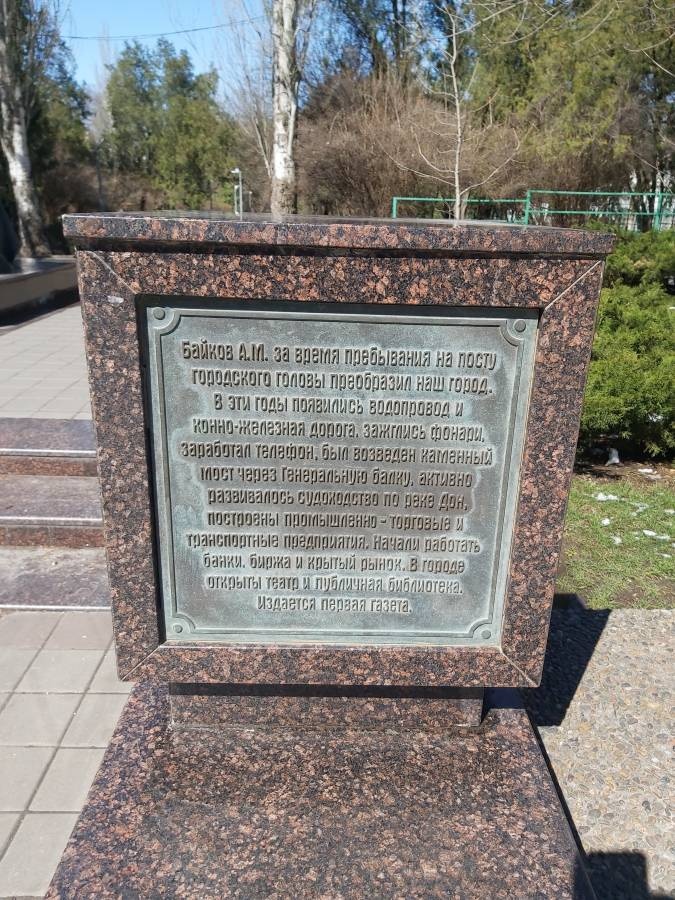 Байков А.М. за время пребывания на посту
городского головы преобразил наш город.
В эти годы появились водопровод и
конно-железная дорога, зажглись фонари,
заработал телефон, был возведен каменный
мост через Генеральную балку, активно
развивалось судоходство по реке Дон,
построены промышленно - торговые и
транспортные предприятия. Начали работать
банки, биржа и крытый рынок. В городе
открыты театр и публичная библиотека.
Издается первая газета.